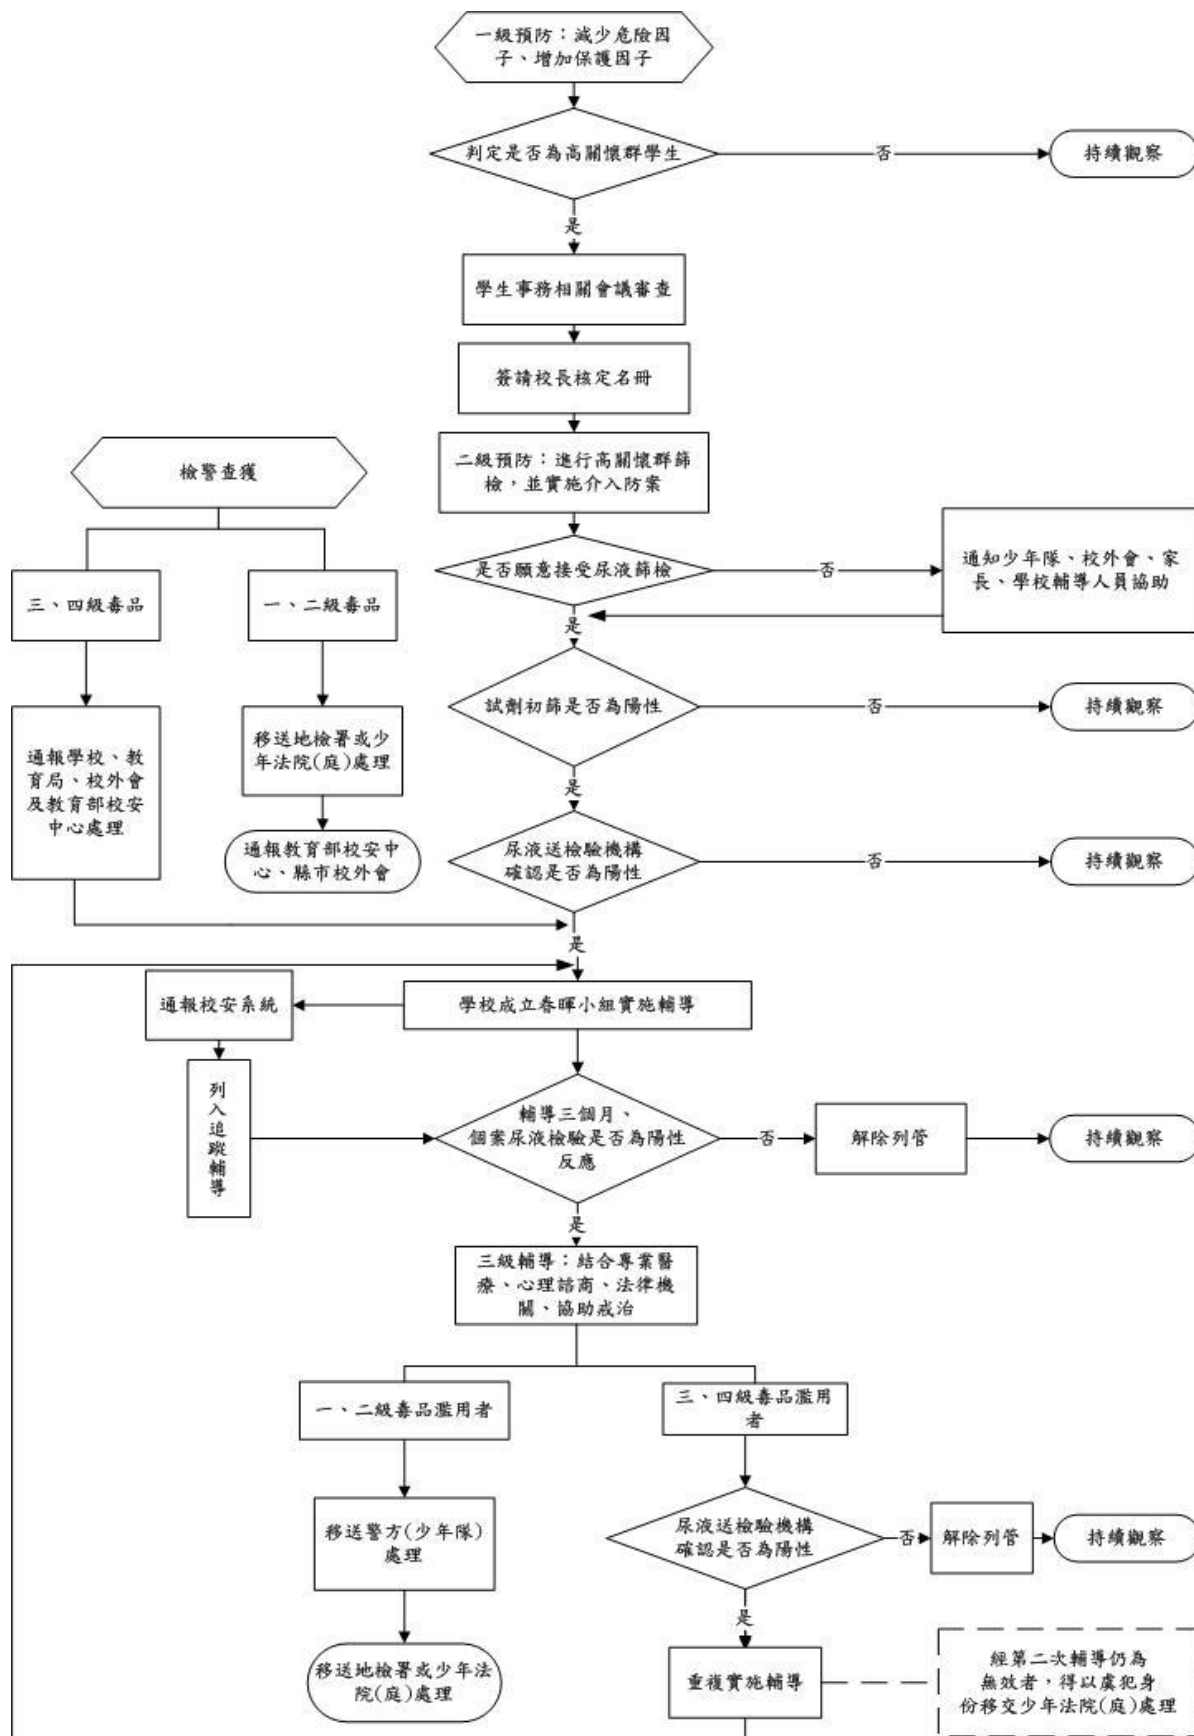 一級預防：減少危險因
子、增加保護因子
判定是否為高關懷群學生
否
持續觀察
是
學生事務相關會議審查
簽請校長核定名冊
檢警查獲
二級預防：進行高關懷群篩
檢，並實施介入防案
三、四級毒品
一、二級毒品
是否願意接受尿液篩檢
否
通知少年隊、校外會、家
長、學校輔導人員協助
是
試劑初篩是否為陽性
否
持續觀察
通報學校、教
育局、校外會
及教育部校安
中心處理
移送地檢署或少
年法院(庭)處理
是
通報教育部校安中
心、縣市校外會
尿液送檢驗機構
確認是否為陽性
否
持續觀察
是
通報校安系統
學校成立春暉小組實施輔導
列
入
追
蹤
輔
導
輔導三個月、
個案尿液檢驗是否為陽性
反應
否
解除列管
持續觀察
是
三級輔導：結合專業醫
療、心理諮商、法律機
關、協助戒治
一、二級毒品濫用者
三、四級毒品濫用
者
移送警方(少年隊)
處理
尿液送檢驗機構
確認是否為陽性
否
解除列管
持續觀察
是
移送地檢署或少年法
院(庭)處理
重複實施輔導
經第二次輔導仍為
無效者，得以虞犯身
份移交少年法院(庭)處理